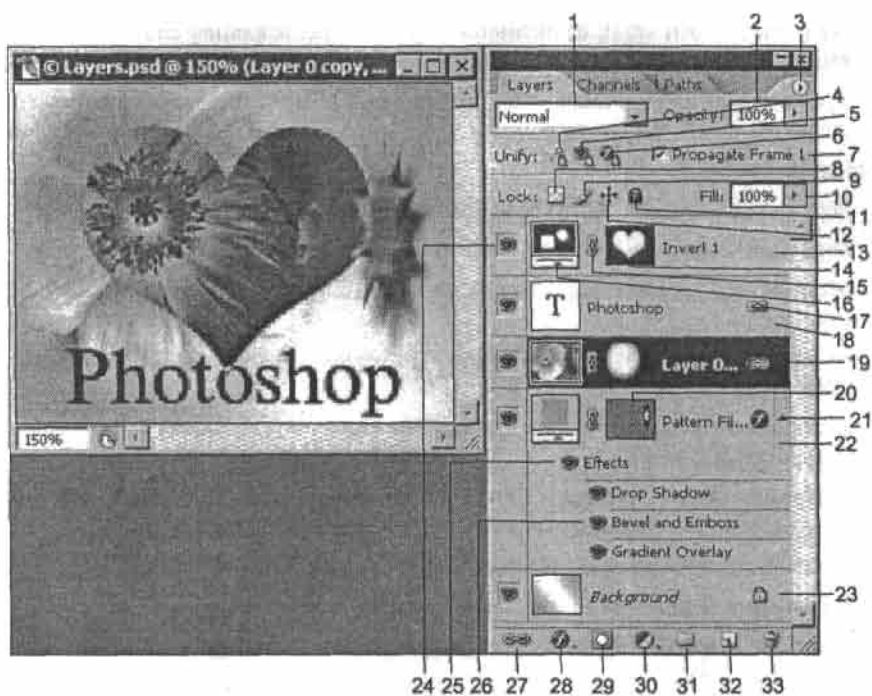 1 2 3
© Layers.psd @ 150% (Layer 0 copy, ...
Layers Channels Paths
Normal Opacity: 100%
4
5
6
Unify: Propagate Frame 1
7
8
9
Lock: Fill: 100%
10
11
12
Invert 1
13
14
15
16
T Photoshop
17
18
Layer 0...
19
20
Pattern Fil...
21
22
Photoshop
150%
Effects
Drop Shadow
Bevel and Emboss
Gradient Overlay
Background
23
24 25 26 27 28 29 30 31 32 33